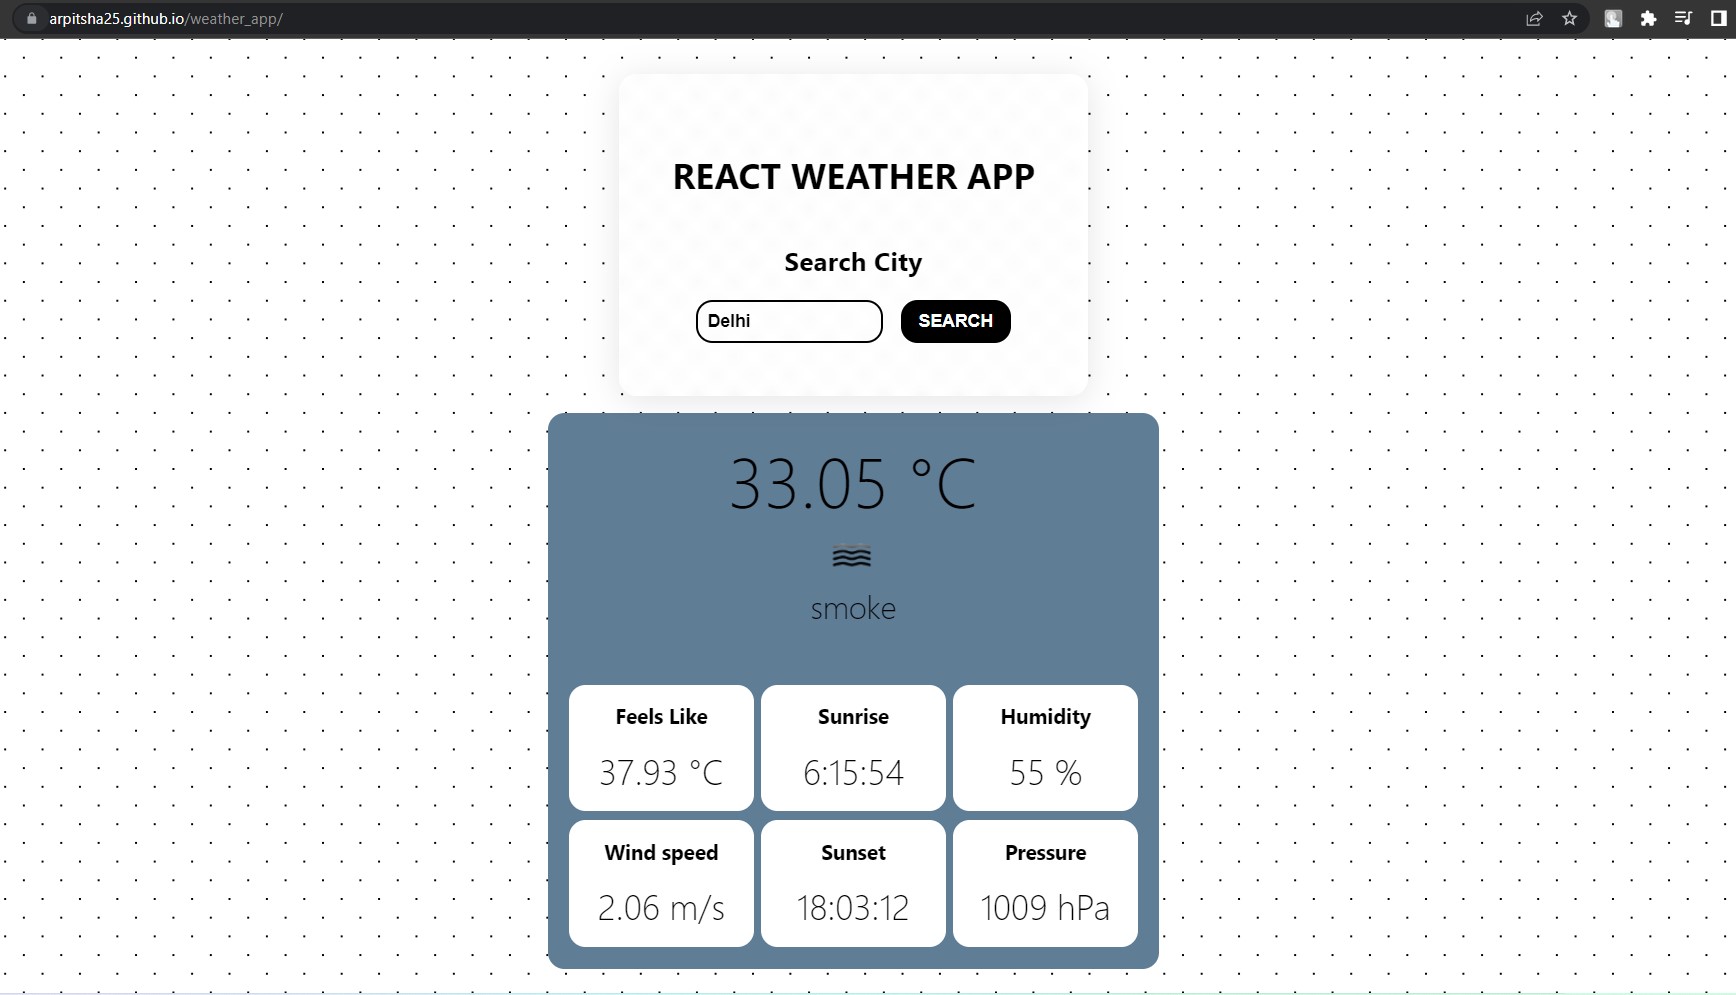 arpitsha25.github.io/weather_app/
REACT WEATHER APP
Search City
Delhi
SEARCH
33.05 °C
smoke
Feels Like
37.93 °C
Sunrise
6:15:54
Humidity
55 %
Wind speed
2.06 m/s
Sunset
18:03:12
Pressure
1009 hPa